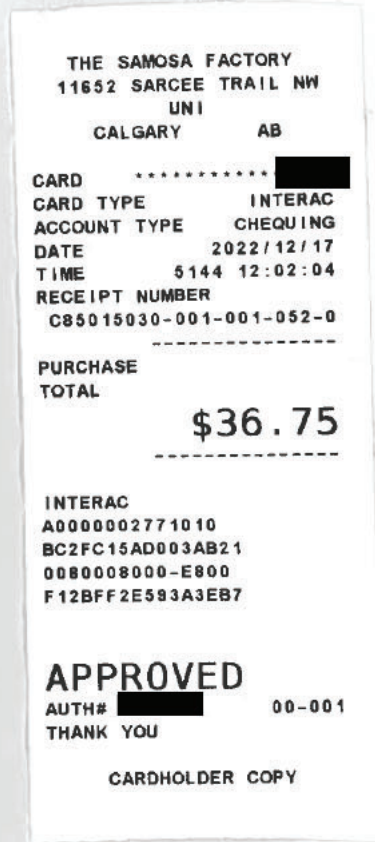 THE SAMOSA FACTORY
11652 SARCEE TRAIL NW
UNI
CALGARY AB
CARD ************
CARD TYPE INTERAC
ACCOUNT TYPE CHEQUING
DATE 2022/12/17
TIME 5144 12:02:04
RECEIPT NUMBER
C85015030-001-001-052-0
---------------
PURCHASE
TOTAL
$36.75
---------------
INTERAC
A0000002771010
BC2FC15AD003AB21
0080008000-E800
F12BFF2E593A3EB7
APPROVED
AUTH# 00-001
THANK YOU
CARDHOLDER COPY